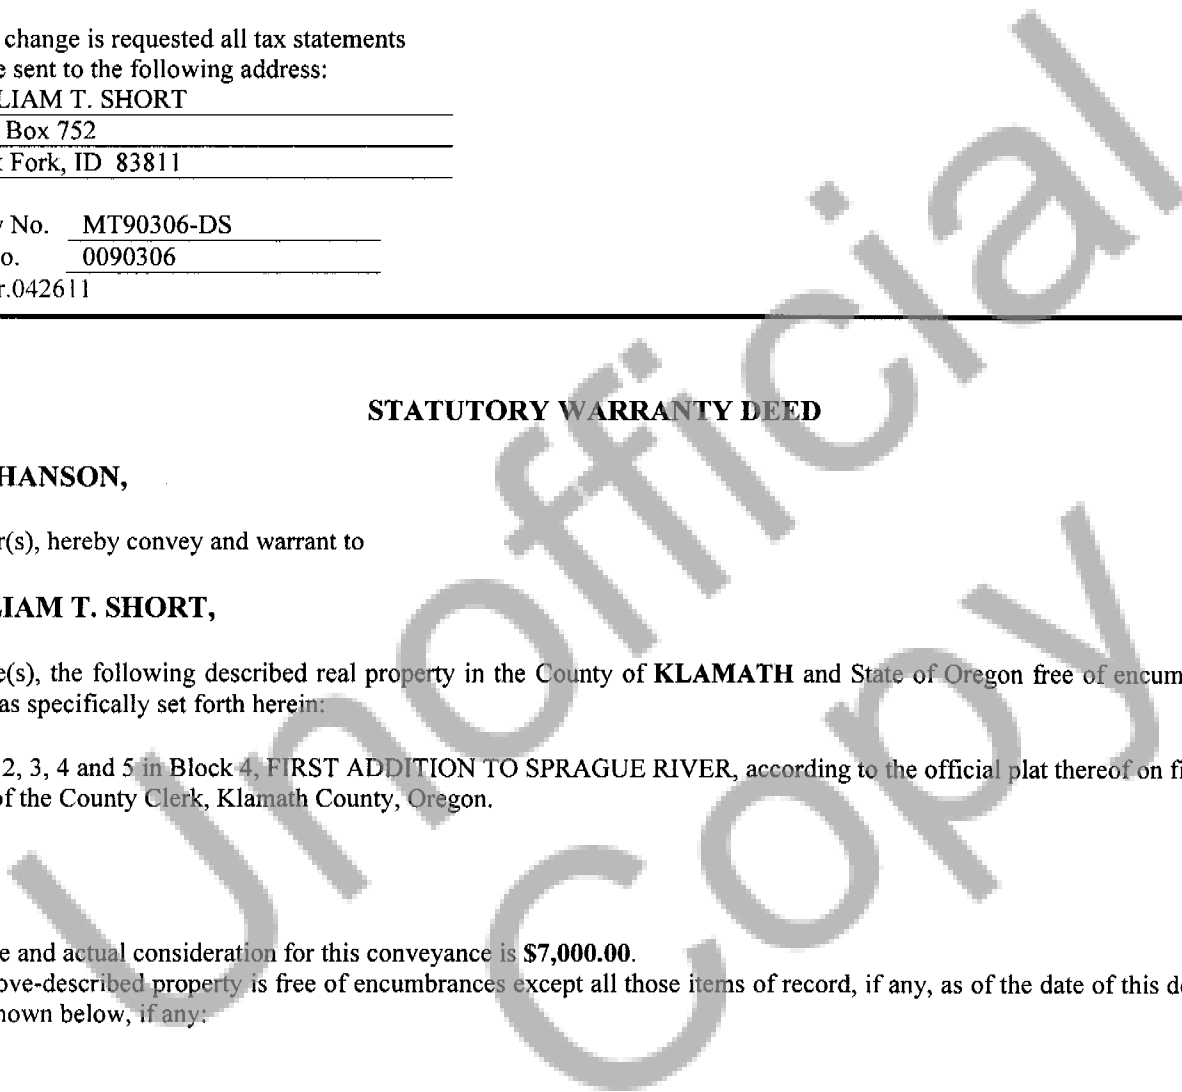 change is requested all tax statements
e sent to the following address:
LIAM T. SHORT
Box 752
Fork, ID 83811
No. MT90306-DS
o. 0090306
r.042611
STATUTORY WARRANTY DEED
HANSON,
r(s), hereby convey and warrant to
LIAM T. SHORT,
e(s), the following described real property in the County of KLAMATH and State of Oregon free of encum
as specifically set forth herein:
2, 3, 4 and 5 in Block 4, FIRST ADDITION TO SPRAGUE RIVER, according to the official plat thereof on fi
of the County Clerk, Klamath County, Oregon.
e and actual consideration for this conveyance is $7,000.00.
ove-described property is free of encumbrances except all those items of record, if any, as of the date of this d
hown below, if any:
Unofficial
Copy